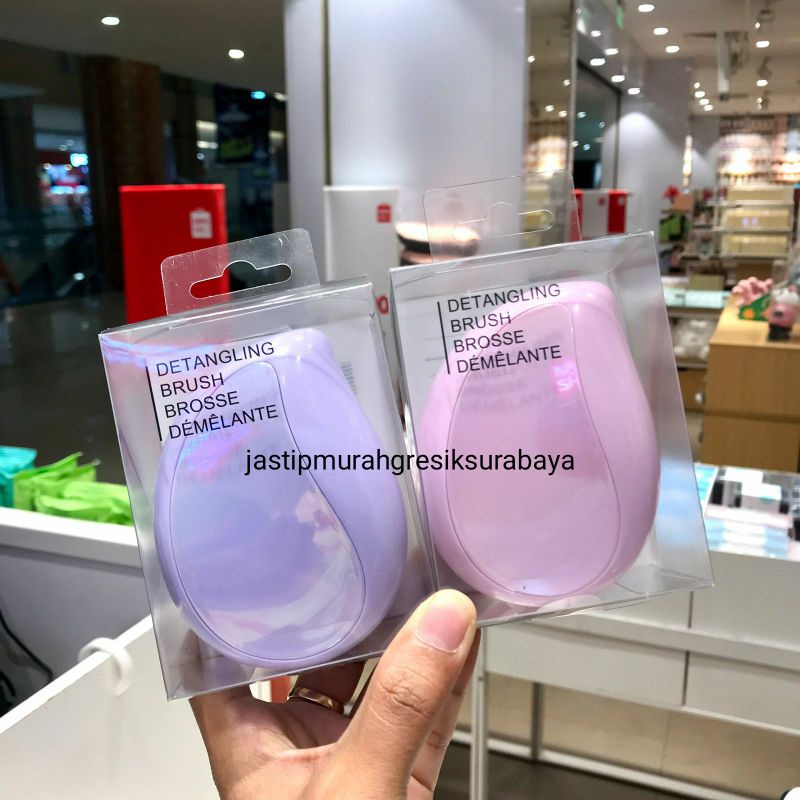 DETANGLING
BRUSH
BROSSE
DÉMÊLANTE
DETANGLING
BRUSH
BROSSE
DÉMÊLANTE
jastipmurahgresiksurabaya